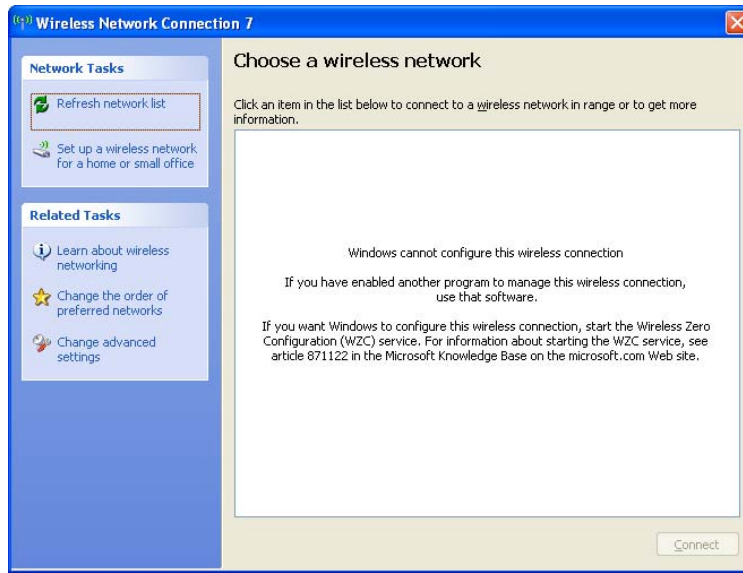 Wireless Network Connection 7
Network Tasks
Refresh network list
Set up a wireless network
for a home or small office
Related Tasks
Learn about wireless
networking
Change the order of
preferred networks
Change advanced
settings
Choose a wireless network
Click an item in the list below to connect to a wireless network in range or to get more
information.
Windows cannot configure this wireless connection
If you have enabled another program to manage this wireless connection,
use that software.
If you want Windows to configure this wireless connection, start the Wireless Zero
Configuration (WZC) service. For information about starting the WZC service, see
article 871122 in the Microsoft Knowledge Base on the microsoft.com Web site.
Connect